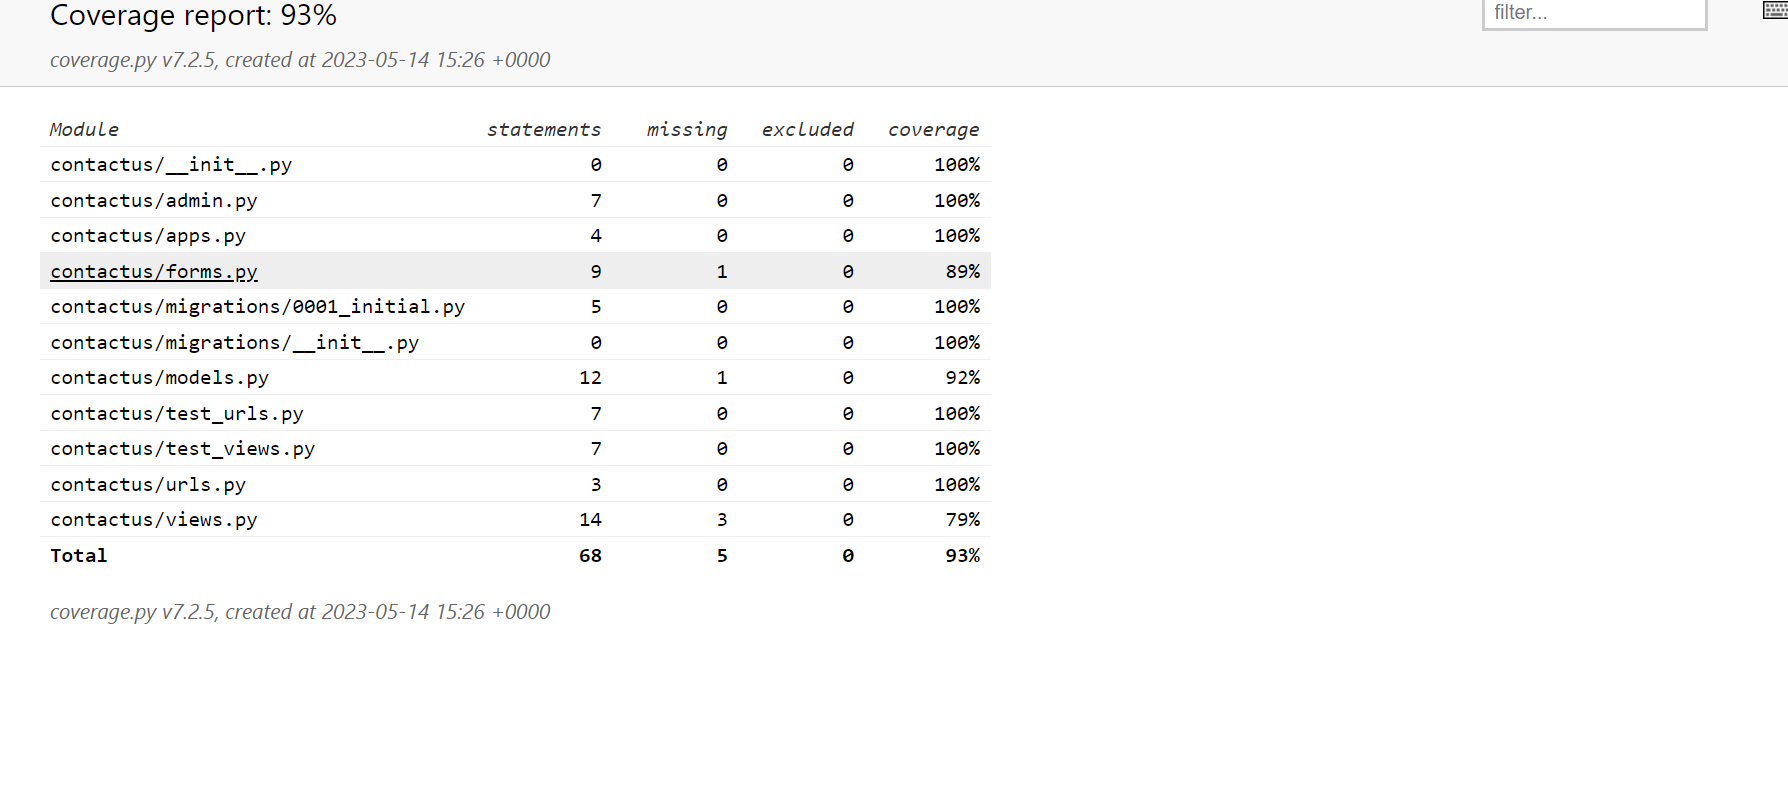 Coverage report: 93%
filter...
coverage.py v7.2.5, created at 2023-05-14 15:26 +0000
Module statements missing excluded coverage
contactus/__init__.py 0 0 0 100%
contactus/admin.py 7 0 0 100%
contactus/apps.py 4 0 0 100%
contactus/forms.py 9 1 0 89%
contactus/migrations/0001_initial.py 5 0 0 100%
contactus/migrations/__init__.py 0 0 0 100%
contactus/models.py 12 1 0 92%
contactus/test_urls.py 7 0 0 100%
contactus/test_views.py 7 0 0 100%
contactus/urls.py 3 0 0 100%
contactus/views.py 14 3 0 79%
Total 68 5 0 93%
coverage.py v7.2.5, created at 2023-05-14 15:26 +0000